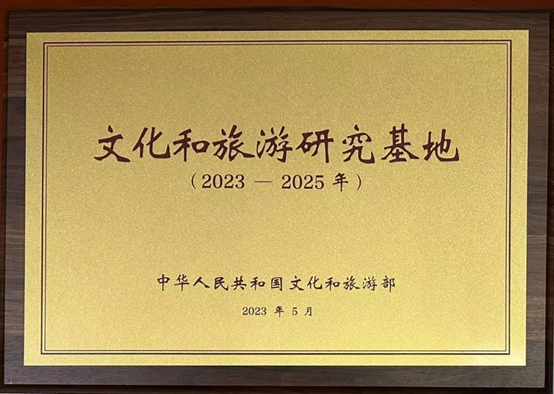 文化和旅游研究基地
（2023 — 2025 年）
中华人民共和国文化和旅游部
2023 年 5 月